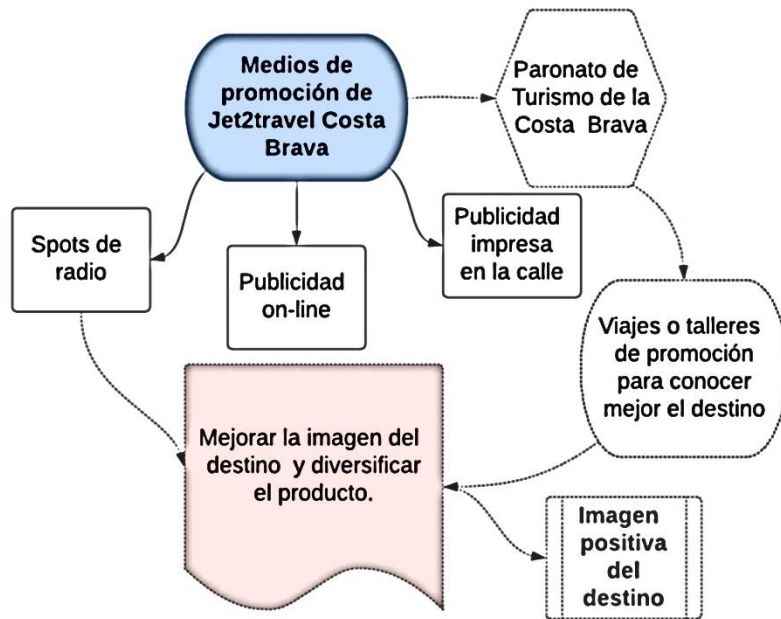 Medios de
promoción de
Jet2travel Costa
Brava
Paronato de
Turismo de la
Costa Brava
Spots de
radio
Publicidad
on-line
Publicidad
impresa
en la calle
Viajes o talleres
de promoción
para conocer
mejor el destino
Mejorar la imagen del
destino y diversificar
el producto.
Imagen
positiva
del
destino